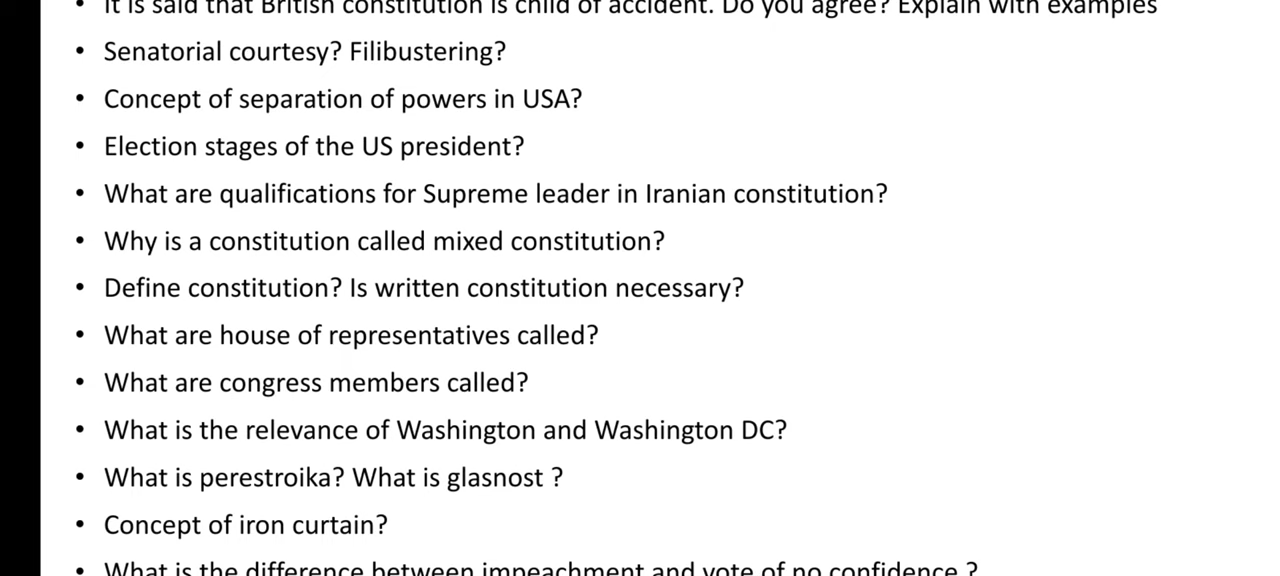 • It is said that British constitution is child of accident. Do you agree? Explain with examples
• Senatorial courtesy? Filibustering?
• Concept of separation of powers in USA?
• Election stages of the US president?
• What are qualifications for Supreme leader in Iranian constitution?
• Why is a constitution called mixed constitution?
• Define constitution? Is written constitution necessary?
• What are house of representatives called?
• What are congress members called?
• What is the relevance of Washington and Washington DC?
• What is perestroika? What is glasnost ?
• Concept of iron curtain?
• What is the difference between impeachment and vote of no confidence ?